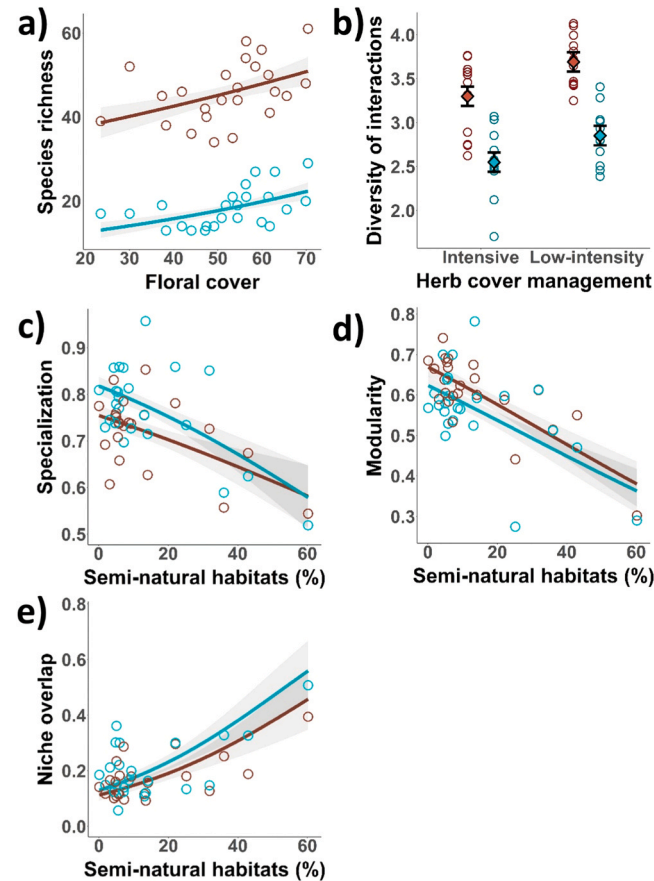 a)
Species richness
60
40
20
20 30 40 50 60 70
Floral cover
b)
Diversity of interactions
4.0
3.5
3.0
2.5
2.0
Intensive Low-intensity
Herb cover management
c)
Specialization
0.9
0.8
0.7
0.6
0.5
0 20 40 60
Semi-natural habitats (%)
d)
Modularity
0.8
0.7
0.6
0.5
0.4
0.3
0 20 40 60
Semi-natural habitats (%)
e)
Niche overlap
0.8
0.6
0.4
0.2
0.0
0 20 40 60
Semi-natural habitats (%)